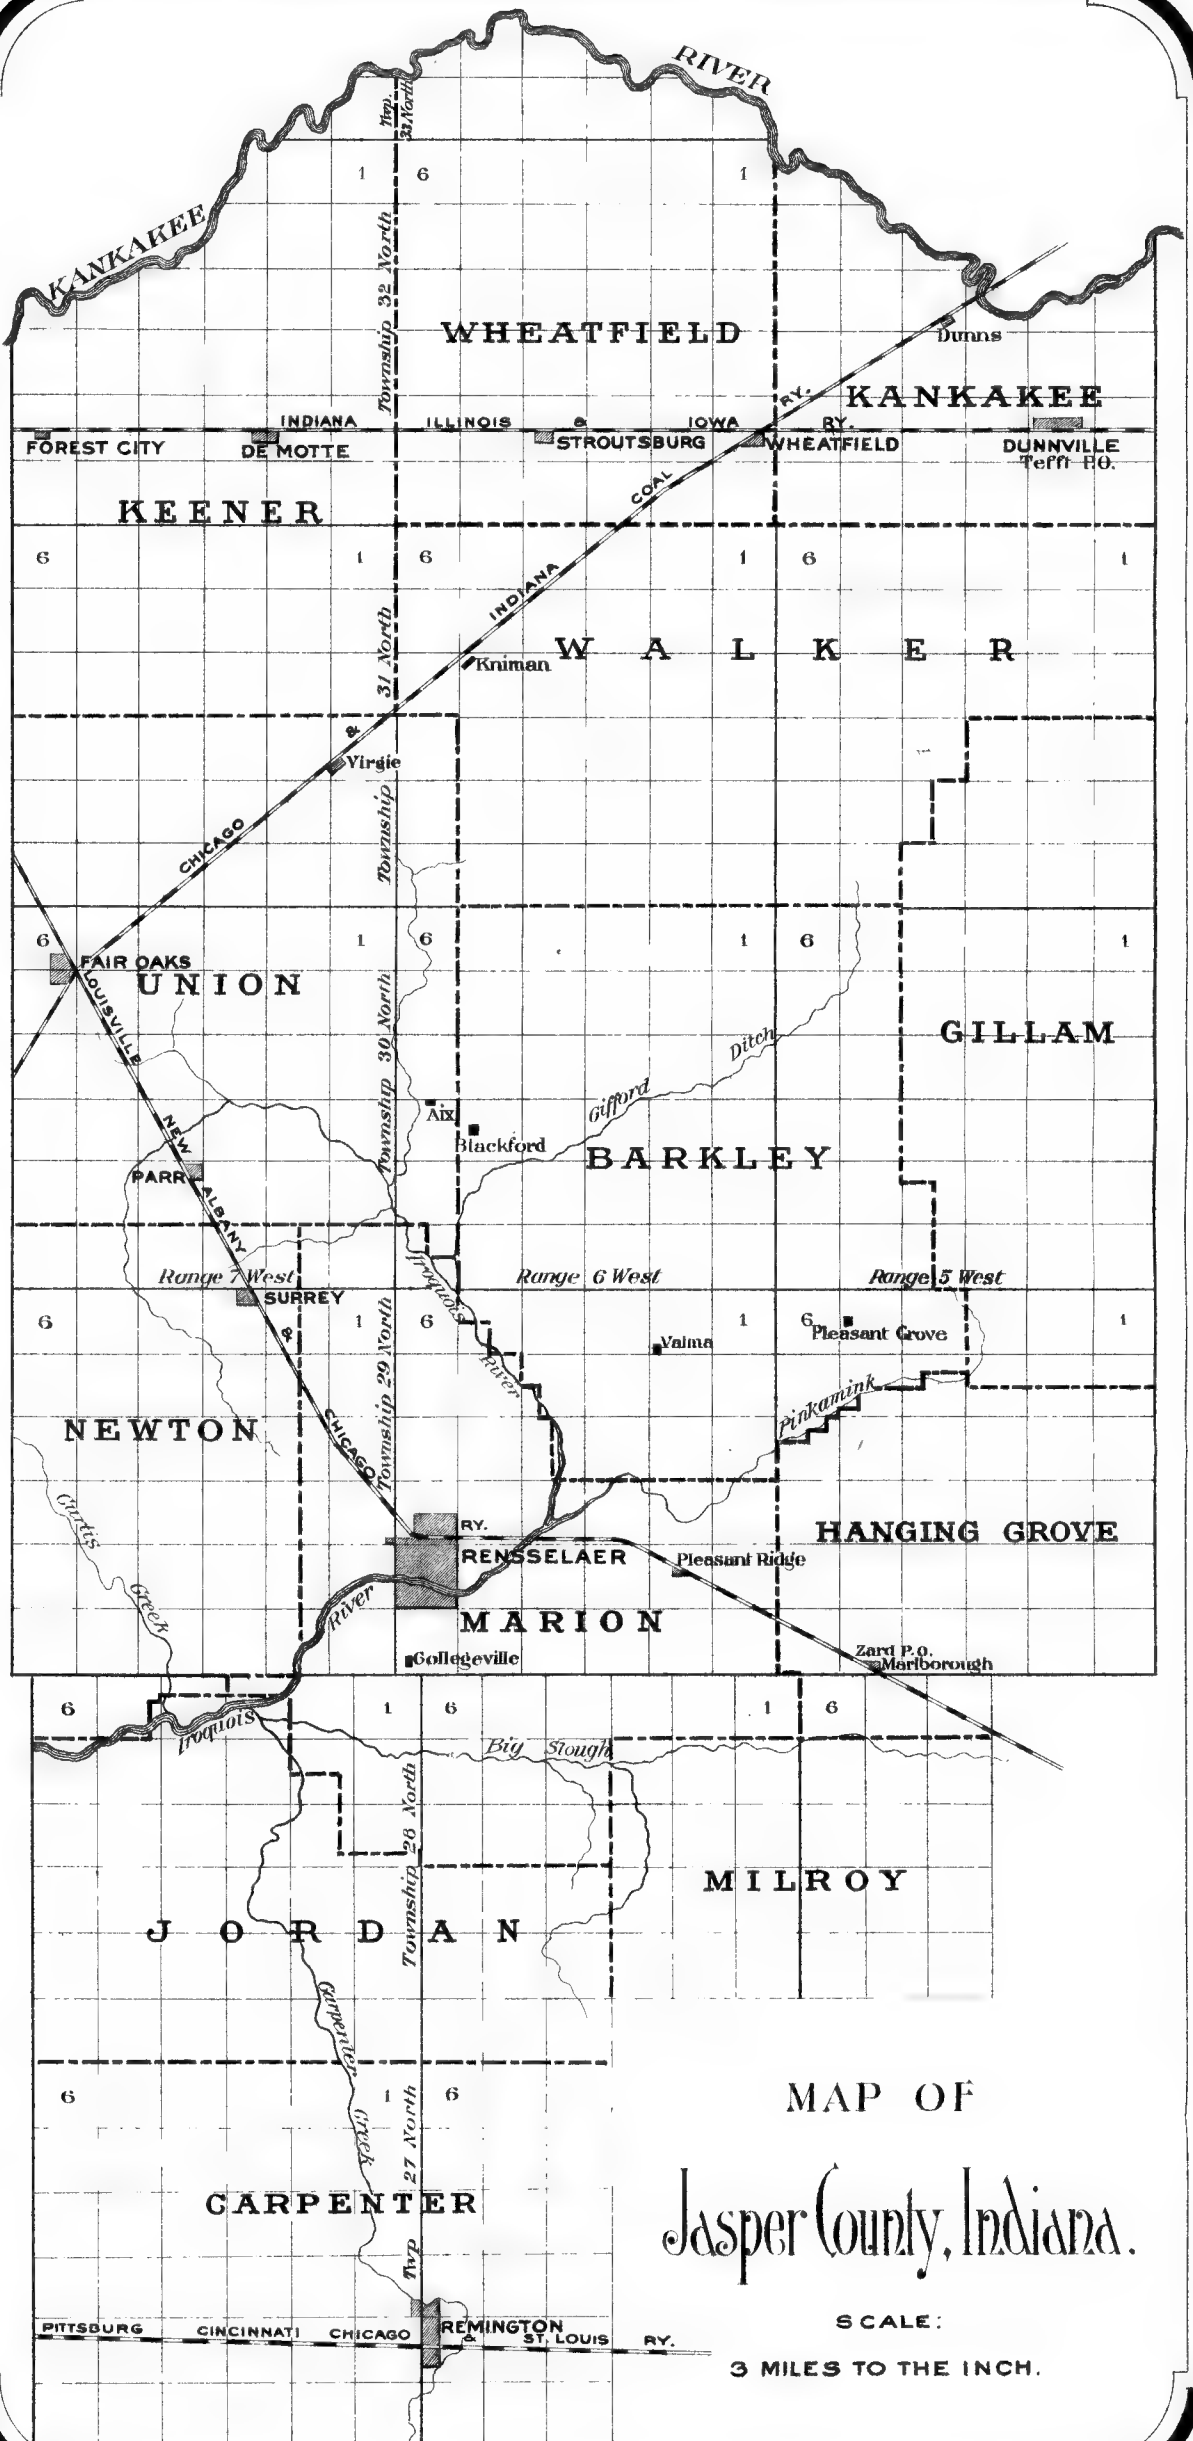 RIVER
KANKAKEE
Twp.
33 North
1
6
1
Township 32 North
WHEATFIELD
Dunns
KANKAKEE
RY.
INDIANA
ILLINOIS
&
IOWA
RY.
FOREST CITY
DE MOTTE
STROUTSBURG
WHEATFIELD
DUNNVILLE
Tefft P.O.
COAL
KEENER
6
1
6
1
6
1
INDIANA
31 North
WALKER
Kniman
&
Virgie
Township
CHICAGO
6
1
6
1
6
1
FAIR OAKS
UNION
LOUISVILLE
Township 30 North
Ditch
GILLAM
Gifford
Aix
NEW
Blackford
BARKLEY
PARR
ALBANY
Range 7 West
Iroquois
Range 6 West
Range 5 West
SURREY
6
&
1
6
1
6
Pleasant Grove
1
Township 29 North
Valma
River
Pinkamink
NEWTON
CHICAGO
Curtis
Creek
RY.
RENSSELAER
HANGING GROVE
Pleasant Ridge
River
MARION
Collegeville
Zard P.O.
Marlborough
6
1
6
1
6
Iroquois
Big Slough
Township 28 North
MILROY
JORDAN
Carpenter
Creek
6
1
6
27 North
Twp
CARPENTER
MAP OF
Jasper County, Indiana.
REMINGTON
PITTSBURG
CINCINNATI
CHICAGO
&
ST. LOUIS
RY.
SCALE:
3 MILES TO THE INCH.